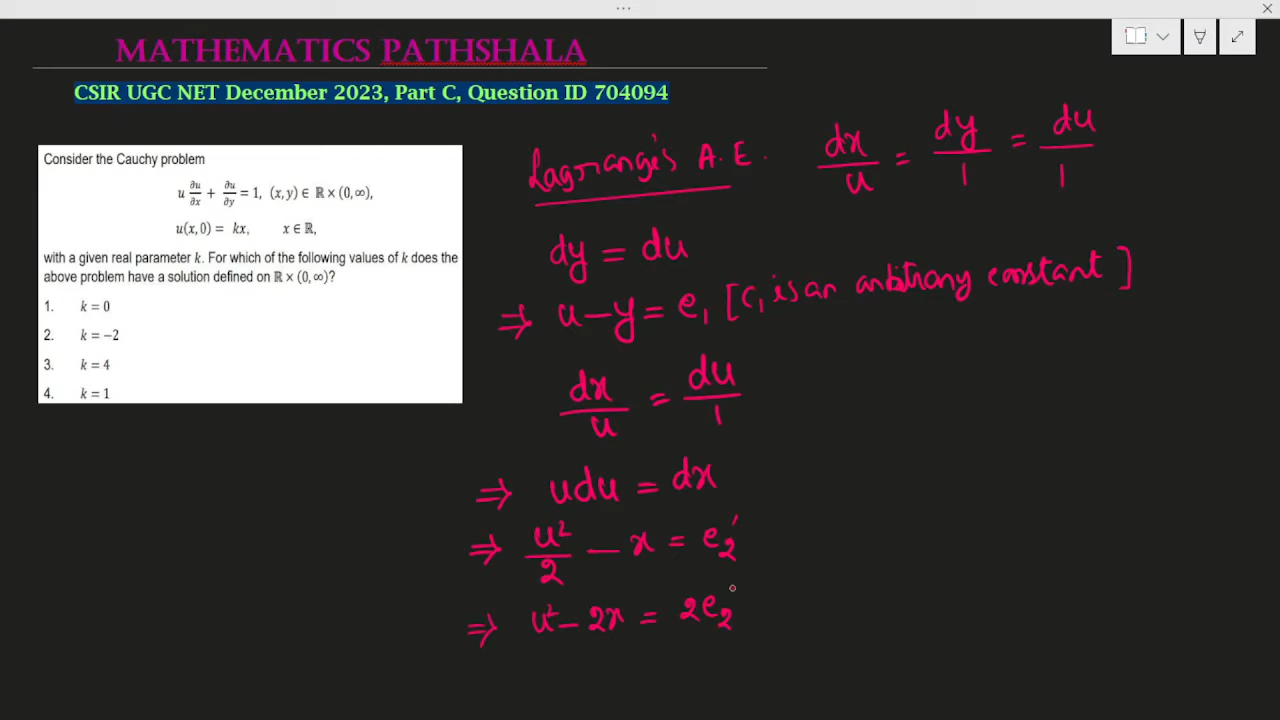 MATHEMATICS PATHSHALA
CSIR UGC NET December 2023, Part C, Question ID 704094
Consider the Cauchy problem
u ∂u/∂x + ∂u/∂y = 1, (x, y) ∈ ℝ × (0, ∞),
u(x, 0) = kx, x ∈ ℝ,
with a given real parameter k. For which of the following values of k does the
above problem have a solution defined on ℝ × (0, ∞)?
1. k = 0
2. k = −2
3. k = 4
4. k = 1
Lagrange's A.E. dx/u = dy/1 = du/1
dy = du
⇒ u − y = c₁ [c₁ is an arbitrary constant]
dx/u = du/1
⇒ udu = dx
⇒ u²/2 − x = c₂′
⇒ u² − 2x = 2c₂